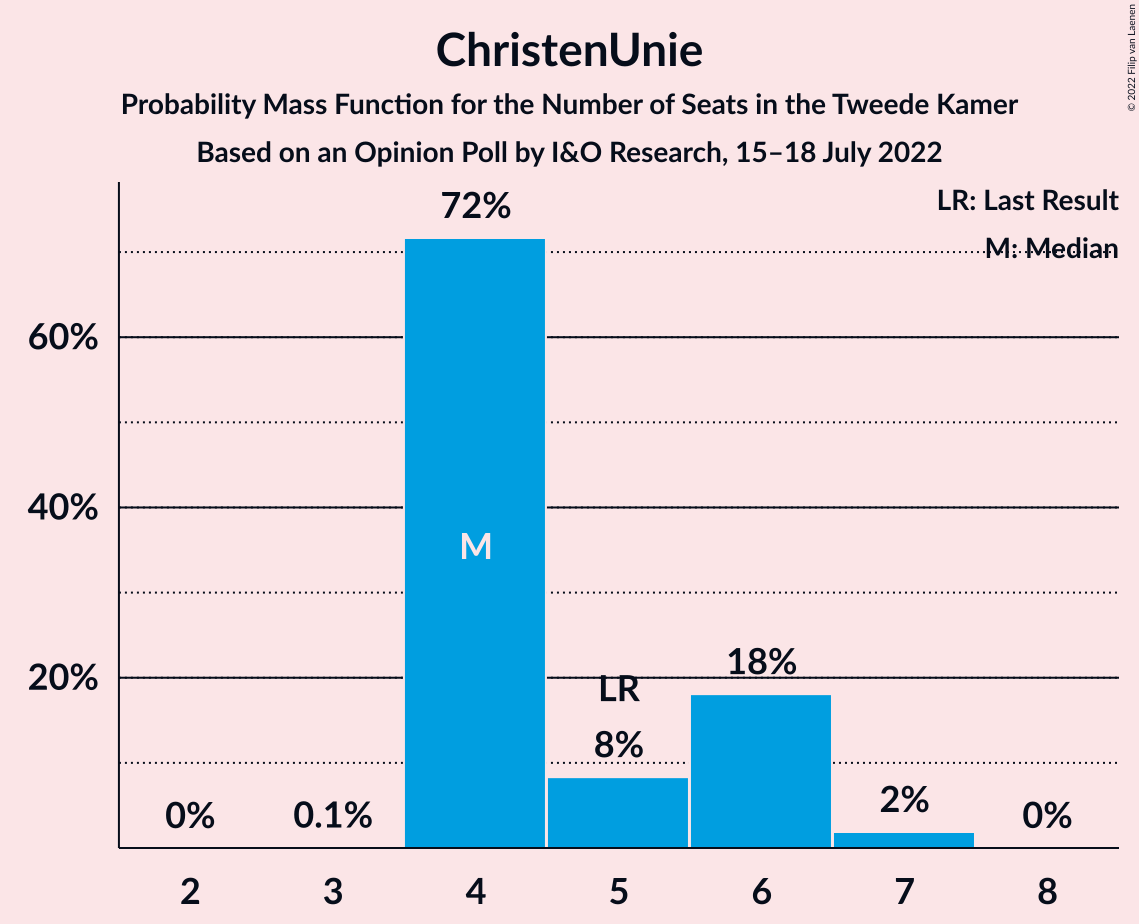 ChristenUnie
Probability Mass Function for the Number of Seats in the Tweede Kamer
Based on an Opinion Poll by I&O Research, 15–18 July 2022
© 2022 Filip van Laenen
LR: Last Result
M: Median
72%
60%
40%
M
20%
18%
LR
8%
2%
0%
0.1%
0%
2 3 4 5 6 7 8